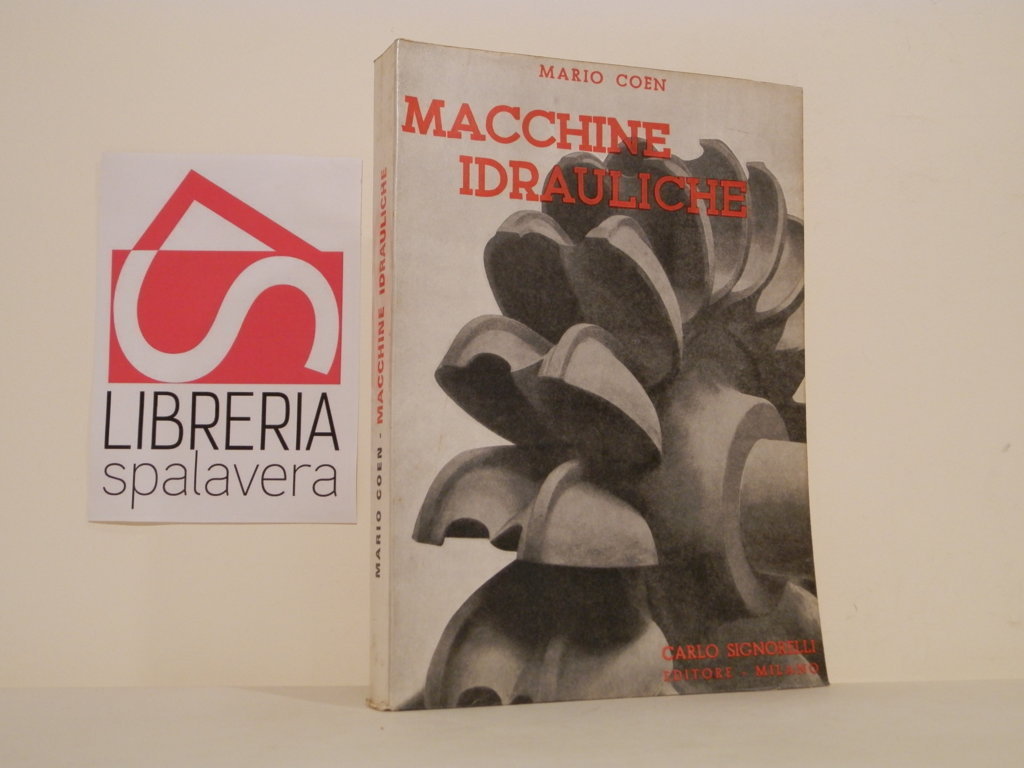 LIBRERIA
spalavera
MARIO COEN - MACCHINE IDRAULICHE
MARIO COEN
MACCHINE
IDRAULICHE
CARLO SIGNORELLI
EDITORE - MILANO